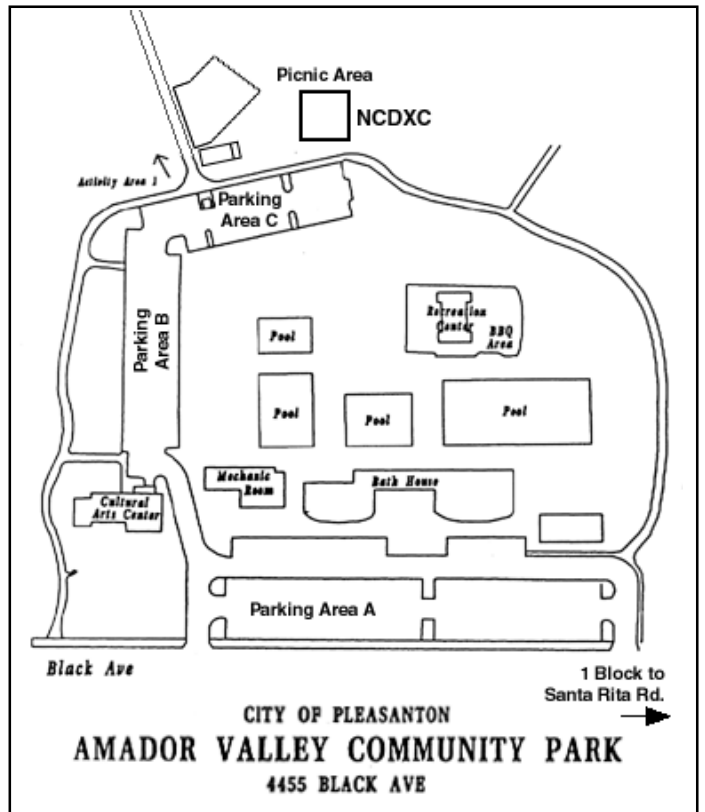 Picnic Area
NCDXC
Activity Area 1
Parking
Area C
Parking
Area B
Recreation
Center
BBQ
Area
Pool
Pool
Pool
Pool
Mechanic
Room
Bath House
Cultural
Arts Center
Parking Area A
Black Ave
1 Block to
Santa Rita Rd.
CITY OF PLEASANTON
AMADOR VALLEY COMMUNITY PARK
4455 BLACK AVE